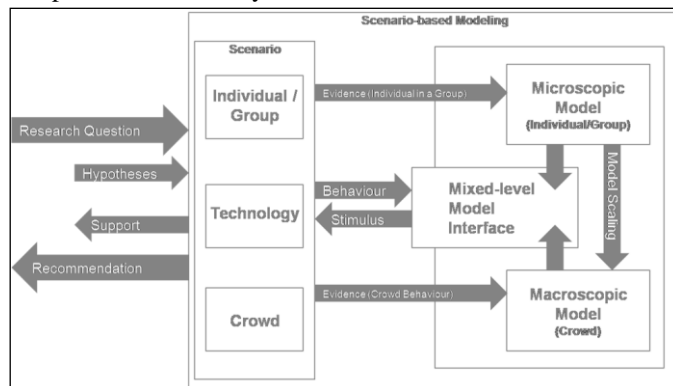 Scenario-based Modeling
Scenario
Individual /
Group
Evidence (Individual in a Group)
Microscopic
Model
(Individual/Group)
Research Question
Hypotheses
Behaviour
Technology
Stimulus
Mixed-level
Model
Interface
Model Scaling
Support
Recommendation
Crowd
Evidence (Crowd Behaviour)
Macroscopic
Model
(Crowd)